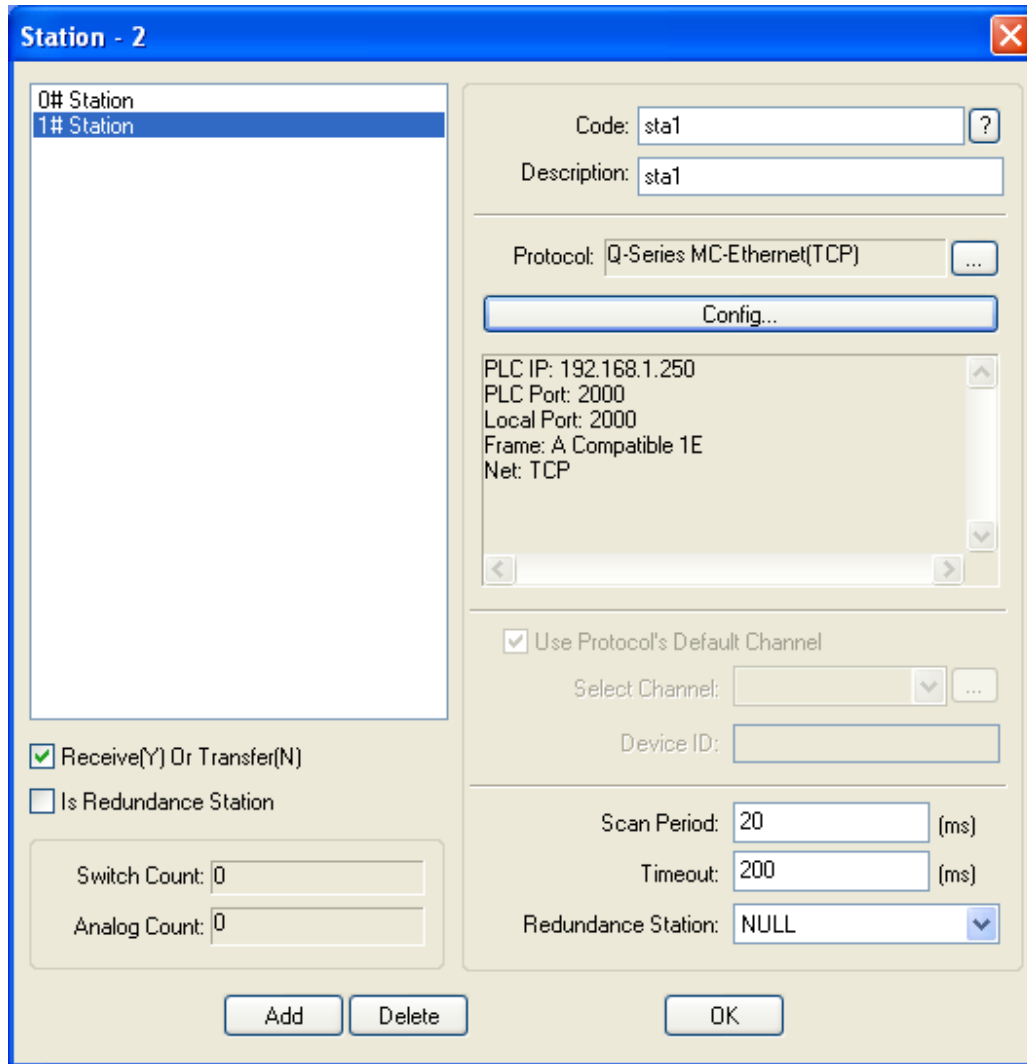 Station - 2
0# Station
1# Station
Receive(Y) Or Transfer(N)
Is Redundance Station
Switch Count: 0
Analog Count: 0
Code: sta1 ?
Description: sta1
Protocol: Q-Series MC-Ethernet(TCP) ...
Config...
PLC IP: 192.168.1.250
PLC Port: 2000
Local Port: 2000
Frame: A Compatible 1E
Net: TCP
Use Protocol's Default Channel
Select Channel: ...
Device ID:
Scan Period: 20 (ms)
Timeout: 200 (ms)
Redundance Station: NULL
Add Delete OK